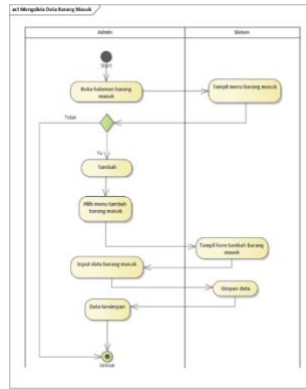 act Mengelola Data Barang Masuk
Admin
Sistem
Start
Buka halaman barang
masuk
Tampil menu barang masuk
Tidak
Ya
Tambah
Pilih menu tambah
barang masuk
Tampil form tambah barang
masuk
Input data barang masuk
Simpan data
Data tersimpan